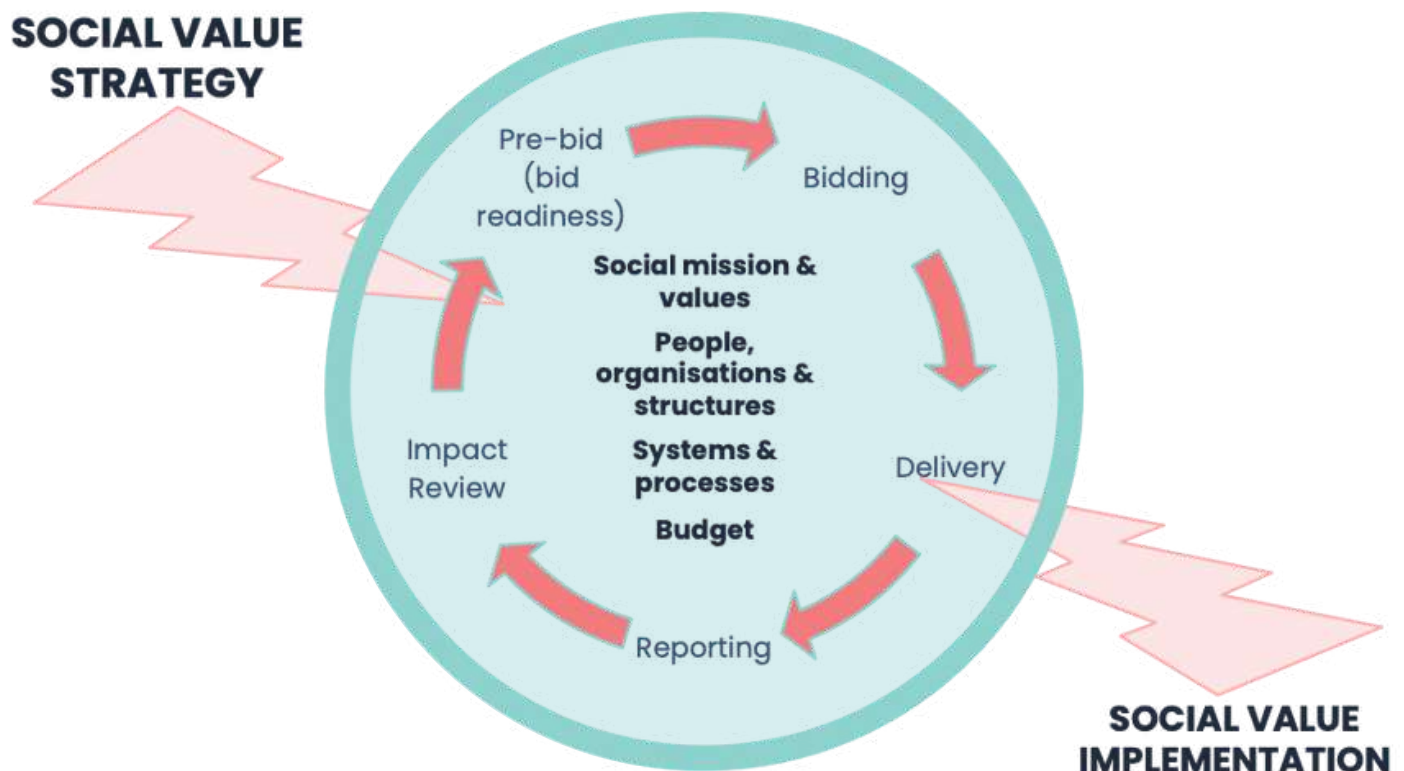 SOCIAL VALUE
STRATEGY
Pre-bid
(bid
readiness)
Bidding
Social mission &
values
People,
organisations &
structures
Systems &
processes
Budget
Impact
Review
Delivery
Reporting
SOCIAL VALUE
IMPLEMENTATION